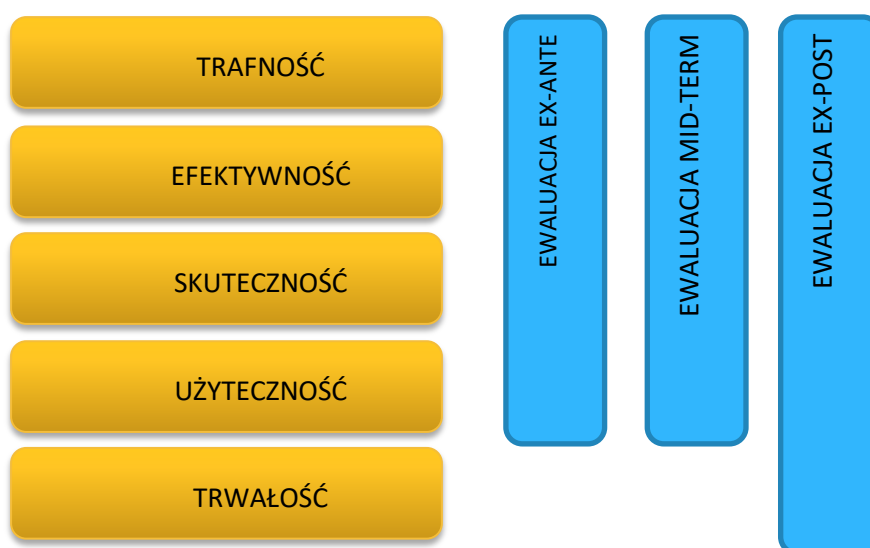 TRAFNOŚĆ
EFEKTYWNOŚĆ
SKUTECZNOŚĆ
UŻYTECZNOŚĆ
TRWAŁOŚĆ
EWALUACJA EX-ANTE
EWALUACJA MID-TERM
EWALUACJA EX-POST